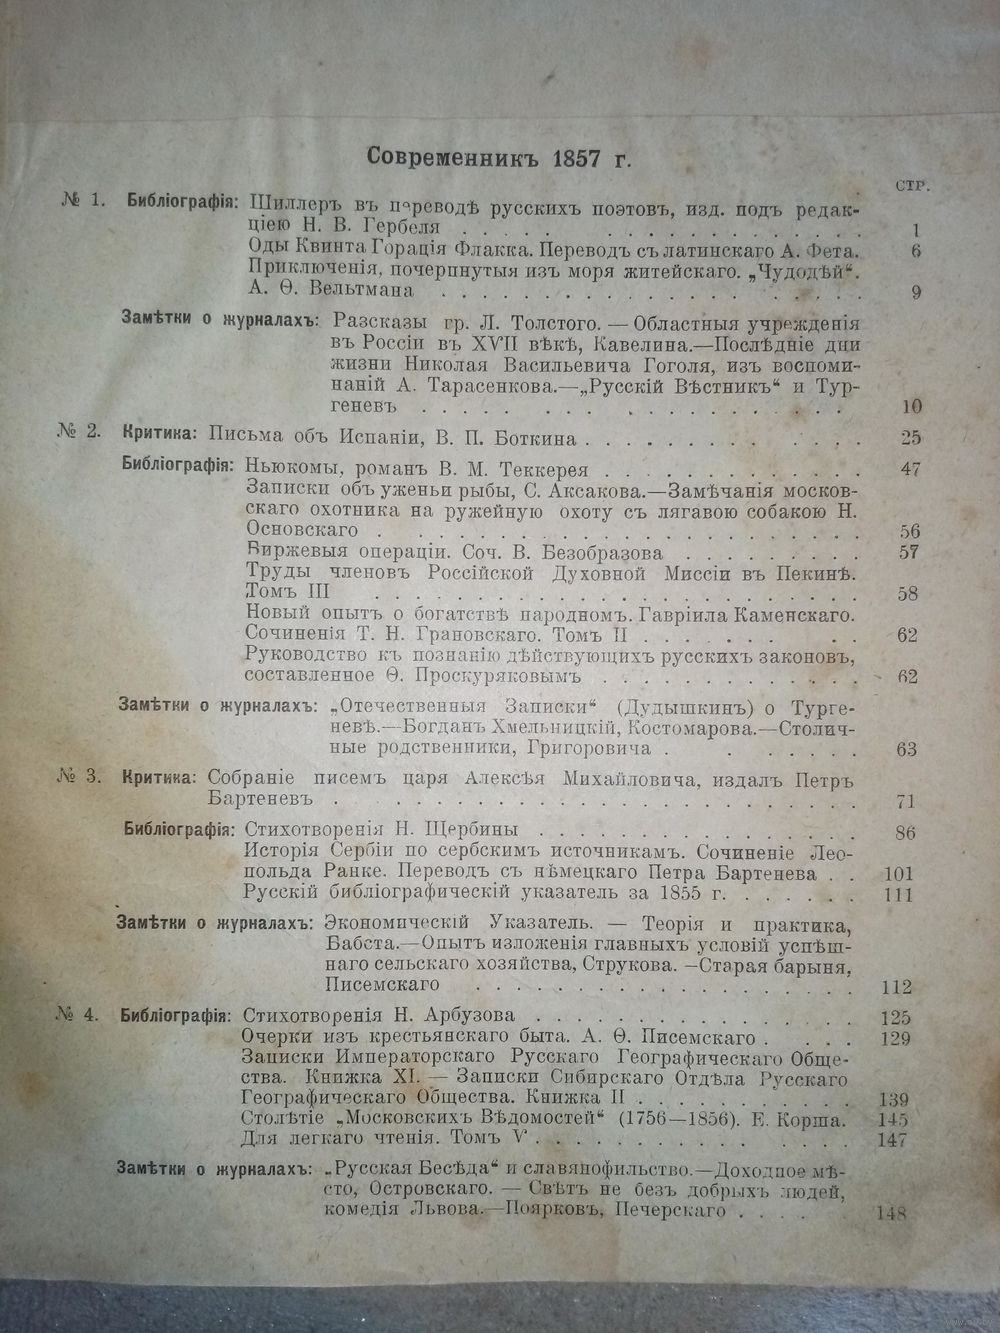 Современникъ 1857 г.
СТР.
№ 1. Библіографія: Шиллеръ въ переводѣ русскихъ поэтовъ, изд. подъ редак-
ціею Н. В. Гербеля . . . . . . . . . . . . . . . . 1
Оды Квинта Горація Флакка. Переводъ съ латинскаго А. Фета. 6
Приключенія, почерпнутыя изъ моря житейскаго. „Чудодѣй“.
А. Ѳ. Вельтмана . . . . . . . . . . . . . . . . 9
Замѣтки о журналахъ: Разсказы гр. Л. Толстого. — Областныя учрежденія
въ Россіи въ XVII вѣкѣ, Кавелина.—Послѣдніе дни
жизни Николая Васильевича Гоголя, изъ воспоми-
наній А. Тарасенкова.—„Русскій Вѣстникъ“ и Тур-
геневъ . . . . . . . . . . . . . . . . 10
№ 2. Критика: Письма объ Испаніи, В. П. Боткина . . . . . . . . . . 25
Библіографія: Ньюкомы, романъ В. М. Теккерея . . . . . . . . . . . . 47
Записки объ уженьи рыбы, С. Аксакова.—Замѣчанія москов-
скаго охотника на ружейную охоту съ лягавою собакою Н.
Основскаго . . . . . . . . . . . . . . . . . . 56
Биржевыя операціи. Соч. В. Безобразова . . . . . . . . . 57
Труды членовъ Россійской Духовной Миссіи въ Пекинѣ.
Томъ III . . . . . . . . . . . . . . . . . . 58
Новый опытъ о богатствѣ народномъ. Гавріила Каменскаго.
Сочиненія Т. Н. Грановскаго. Томъ II . . . . . . . . . 62
Руководство къ познанію дѣйствующихъ русскихъ законовъ,
составленное Ѳ. Проскуряковымъ . . . . . . . . . . . . 62
Замѣтки о журналахъ: „Отечественныя Записки“ (Дудышкинъ) о Турге-
невѣ.—Богданъ Хмельницкій, Костомарова.—Столич-
ные родственники, Григоровича . . . . . . . . 63
№ 3. Критика: Собраніе писемъ царя Алексѣя Михайловича, издалъ Петръ
Бартеневъ . . . . . . . . . . . . . . . . . . . . . 71
Библіографія: Стихотворенія Н. Щербины . . . . . . . . . . . . . . 86
Исторія Сербіи по сербскимъ источникамъ. Сочиненіе Лео-
польда Ранке. Переводъ съ нѣмецкаго Петра Бартенева . . 101
Русскій библіографическій указатель за 1855 г. . . . . . . 111
Замѣтки о журналахъ: Экономическій Указатель. — Теорія и практика,
Бабста.—Опытъ изложенія главныхъ условій успѣш-
наго сельскаго хозяйства, Струкова. —Старая барыня,
Писемскаго . . . . . . . . . . . . . . . 112
№ 4. Библіографія: Стихотворенія Н. Арбузова . . . . . . . . . . . . . . 125
Очерки изъ крестьянскаго быта. А. Ѳ. Писемскаго . . . . 129
Записки Императорскаго Русскаго Географическаго Обще-
ства. Книжка XI. — Записки Сибирскаго Отдѣла Русскаго
Географическаго Общества. Книжка II . . . . . . . . . . 139
Столѣтіе „Московскихъ Вѣдомостей“ (1756—1856). Е. Корша. 145
Для легкаго чтенія. Томъ V . . . . . . . . . . . . . . 147
Замѣтки о журналахъ: „Русская Бесѣда“ и славянофильство.—Доходное мѣ-
сто, Островскаго. — Свѣтъ не безъ добрыхъ людей,
комедія Львова.—Поярковъ, Печерскаго . . . . 148